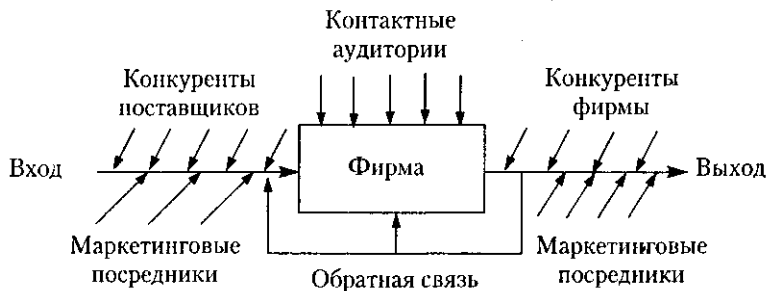 Контактные
аудитории
Конкуренты
поставщиков
Конкуренты
фирмы
Вход
Фирма
Выход
Маркетинговые
посредники
Обратная связь
Маркетинговые
посредники